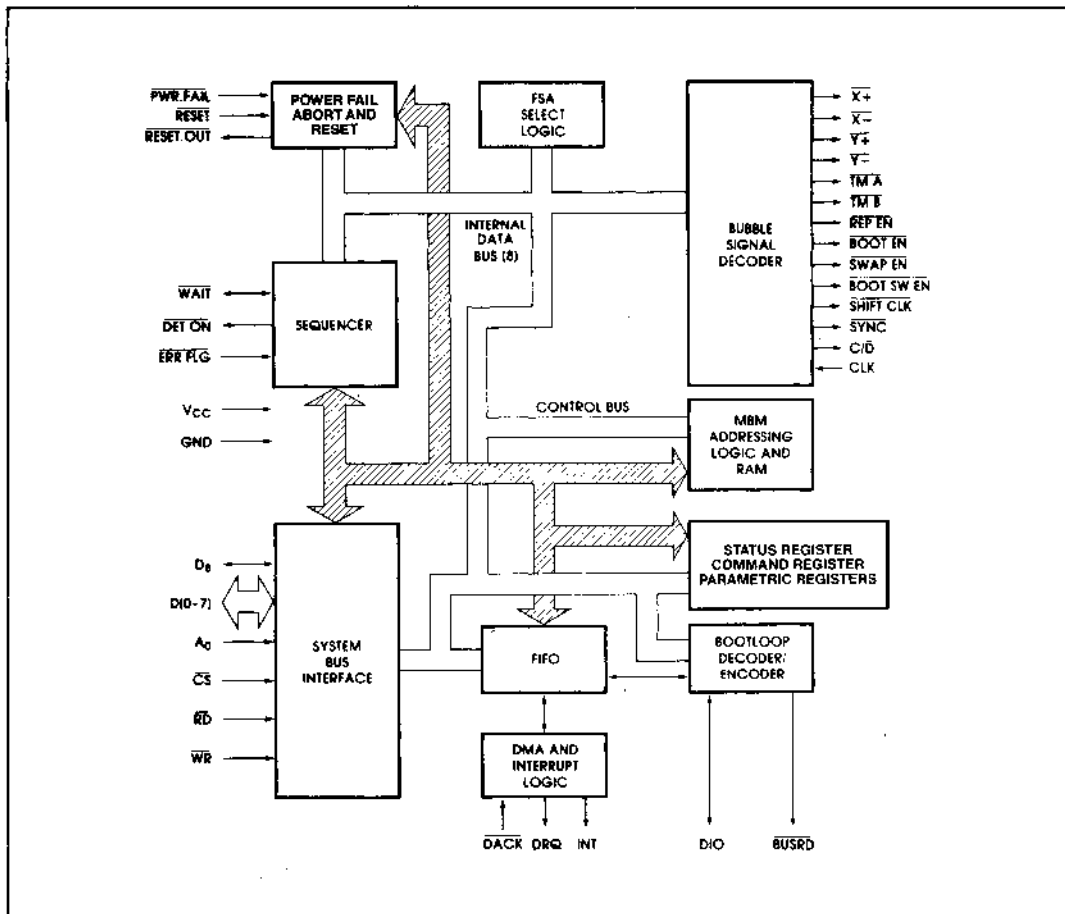 PWR.FAIL
RESET
RESET.OUT
POWER FAIL
ABORT AND
RESET
FSA
SELECT
LOGIC
BUBBLE
SIGNAL
DECODER
X+
X−
Y+
Y−
TM A
TM B
REP EN
BOOT EN
SWAP EN
BOOT SW EN
SHIFT CLK
SYNC
C/D
CLK
INTERNAL
DATA
BUS (8)
WAIT
DET ON
ERR FLG
SEQUENCER
VCC
GND
CONTROL BUS
MBM
ADDRESSING
LOGIC AND
RAM
STATUS REGISTER
COMMAND REGISTER
PARAMETRIC REGISTERS
D8
D(0-7)
A0
CS
RD
WR
SYSTEM
BUS
INTERFACE
FIFO
BOOTLOOP
DECODER/
ENCODER
DMA AND
INTERRUPT
LOGIC
DACK DRQ INT DIO BUSRD